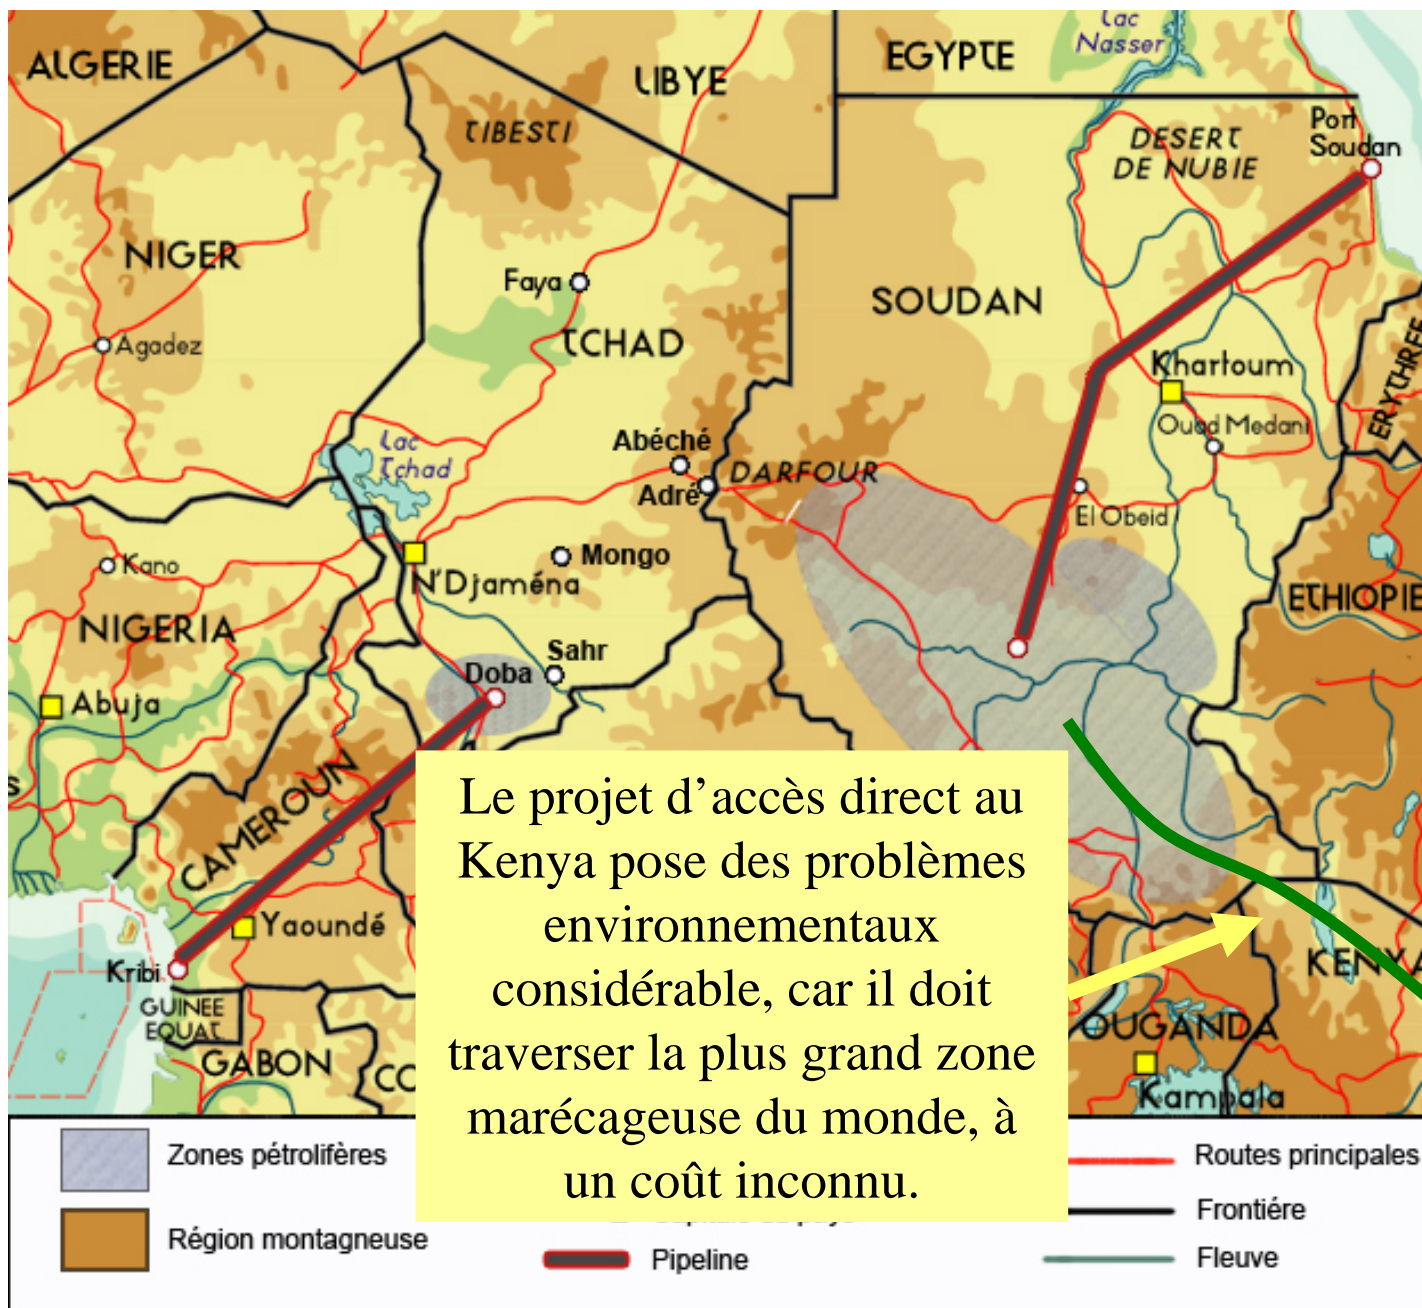 ALGERIE
LIBYE
EGYPTE
Lac
Nasser
TIBESTI
DESERT
DE NUBIE
Port
Soudan
NIGER
Faya
SOUDAN
Agadez
TCHAD
Khartoum
ERYTHREE
Lac
Tchad
Abéché
Ouad Medani
Adré
DARFOUR
El Obeid
Kano
Mongo
N'Djaména
ETHIOPIE
NIGERIA
Sahr
Doba
Abuja
CAMEROUN
Yaoundé
Kribi
KENYA
GUINEE
EQUAT.
GABON
CO
OUGANDA
Kampala
Le projet d’accès direct au
Kenya pose des problèmes
environnementaux
considérable, car il doit
traverser la plus grand zone
marécageuse du monde, à
un coût inconnu.
Zones pétrolifères
Région montagneuse
Pipeline
Routes principales
Frontiére
Fleuve